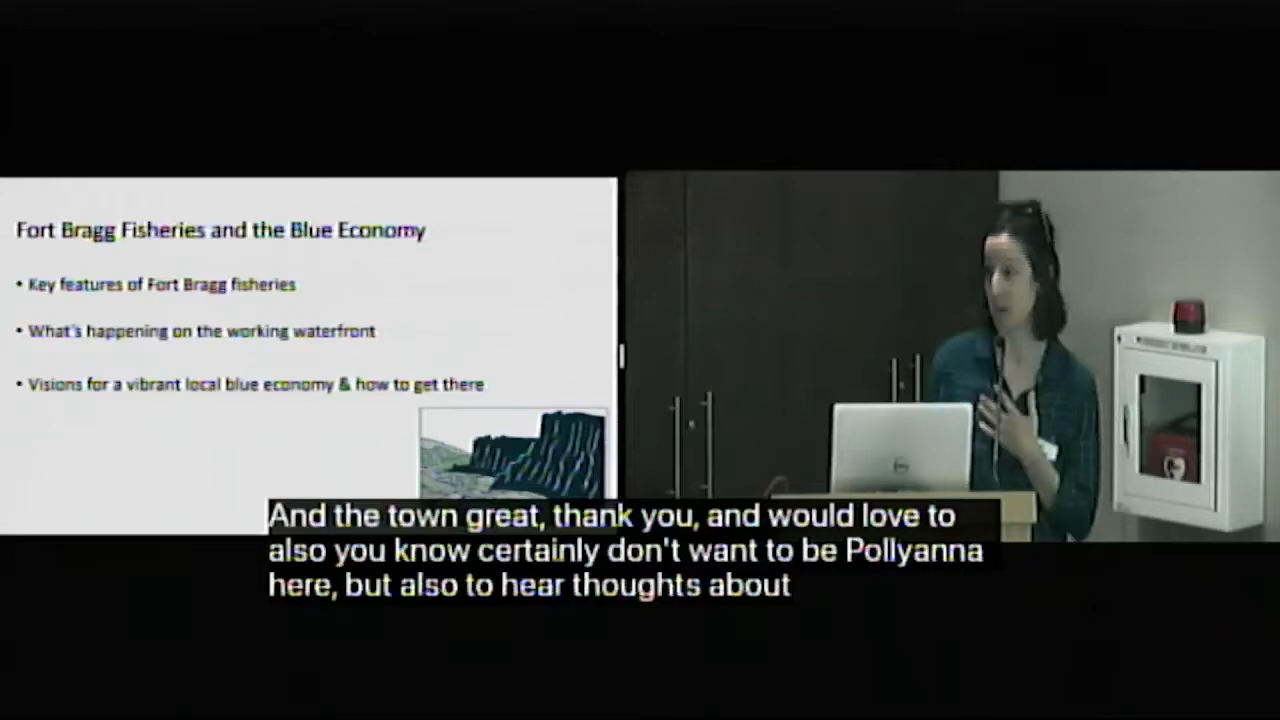 Fort Bragg Fisheries and the Blue Economy
• Key features of Fort Bragg fisheries
• What's happening on the working waterfront
• Visions for a vibrant local blue economy & how to get there
And the town great, thank you, and would love to
also you know certainly don't want to be Pollyanna
here, but also to hear thoughts about